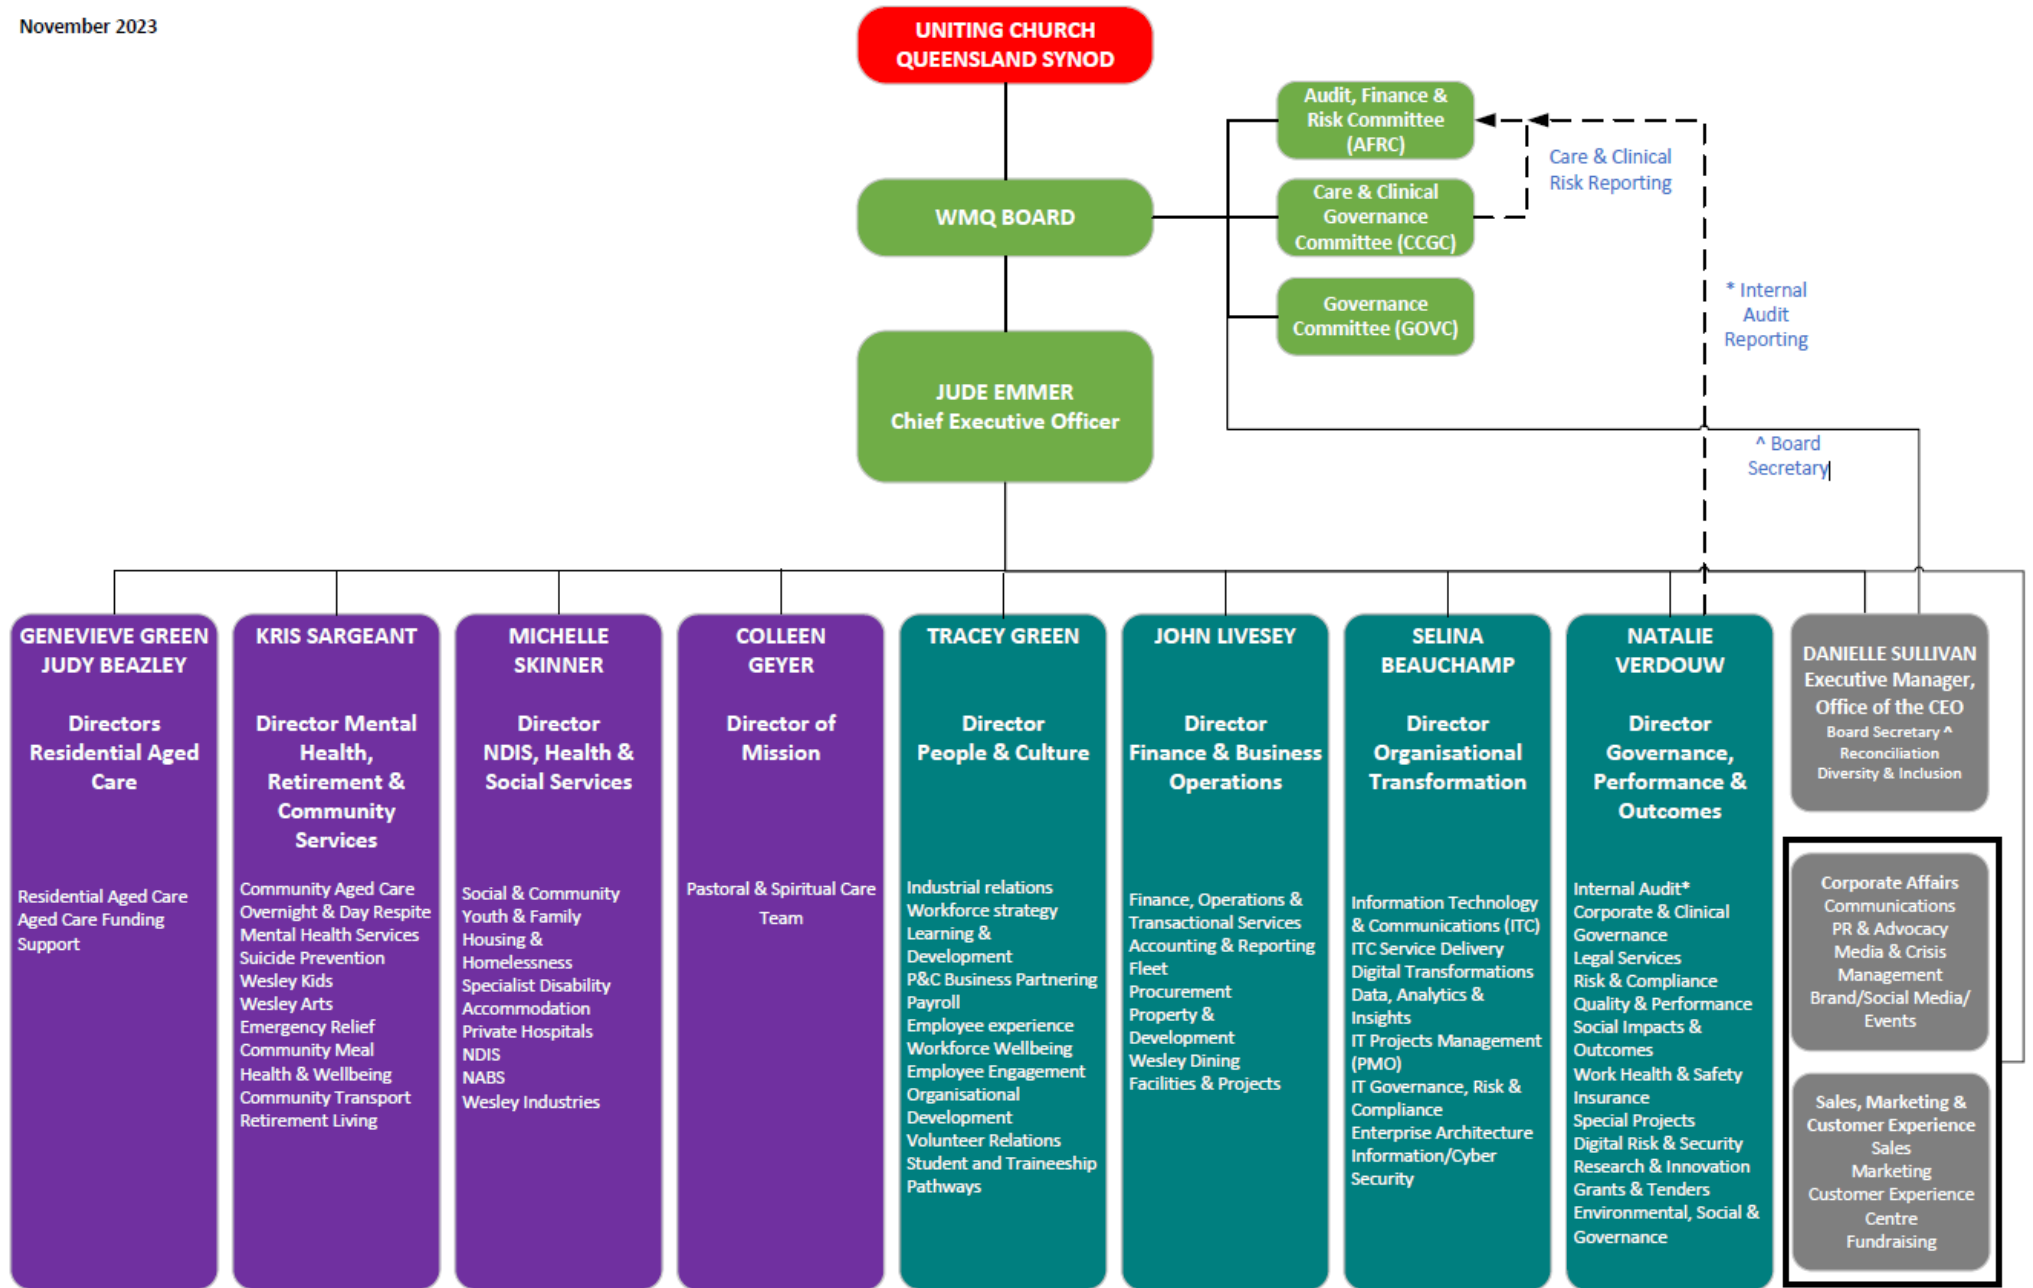 November 2023
UNITING CHURCH
QUEENSLAND SYNOD
Audit, Finance &
Risk Committee
(AFRC)
Care & Clinical
Risk Reporting
WMQ BOARD
Care & Clinical
Governance
Committee (CCGC)
Governance
Committee (GOVC)
* Internal
Audit
Reporting
JUDE EMMER
Chief Executive Officer
^ Board
Secretary
GENEVIEVE GREEN
JUDY BEAZLEY
Directors
Residential Aged
Care
Residential Aged Care
Aged Care Funding
Support
KRIS SARGEANT
Director Mental
Health,
Retirement &
Community
Services
Community Aged Care
Overnight & Day Respite
Mental Health Services
Suicide Prevention
Wesley Kids
Wesley Arts
Emergency Relief
Community Meal
Health & Wellbeing
Community Transport
Retirement Living
MICHELLE
SKINNER
Director
NDIS, Health &
Social Services
Social & Community
Youth & Family
Housing &
Homelessness
Specialist Disability
Accommodation
Private Hospitals
NDIS
NABS
Wesley Industries
COLLEEN
GEYER
Director of
Mission
Pastoral & Spiritual Care
Team
TRACEY GREEN
Director
People & Culture
Industrial relations
Workforce strategy
Learning &
Development
P&C Business Partnering
Payroll
Employee experience
Workforce Wellbeing
Employee Engagement
Organisational
Development
Volunteer Relations
Student and Traineeship
Pathways
JOHN LIVESEY
Director
Finance & Business
Operations
Finance, Operations &
Transactional Services
Accounting & Reporting
Fleet
Procurement
Property &
Development
Wesley Dining
Facilities & Projects
SELINA
BEAUCHAMP
Director
Organisational
Transformation
Information Technology
& Communications (ITC)
ITC Service Delivery
Digital Transformations
Data, Analytics &
Insights
IT Projects Management
(PMO)
IT Governance, Risk &
Compliance
Enterprise Architecture
Information/Cyber
Security
NATALIE
VERDOUW
Director
Governance,
Performance &
Outcomes
Internal Audit*
Corporate & Clinical
Governance
Legal Services
Risk & Compliance
Quality & Performance
Social Impacts &
Outcomes
Work Health & Safety
Insurance
Special Projects
Digital Risk & Security
Research & Innovation
Grants & Tenders
Environmental, Social &
Governance
DANIELLE SULLIVAN
Executive Manager,
Office of the CEO
Board Secretary ^
Reconciliation
Diversity & Inclusion
Corporate Affairs
Communications
PR & Advocacy
Media & Crisis
Management
Brand/Social Media/
Events
Sales, Marketing &
Customer Experience
Sales
Marketing
Customer Experience
Centre
Fundraising